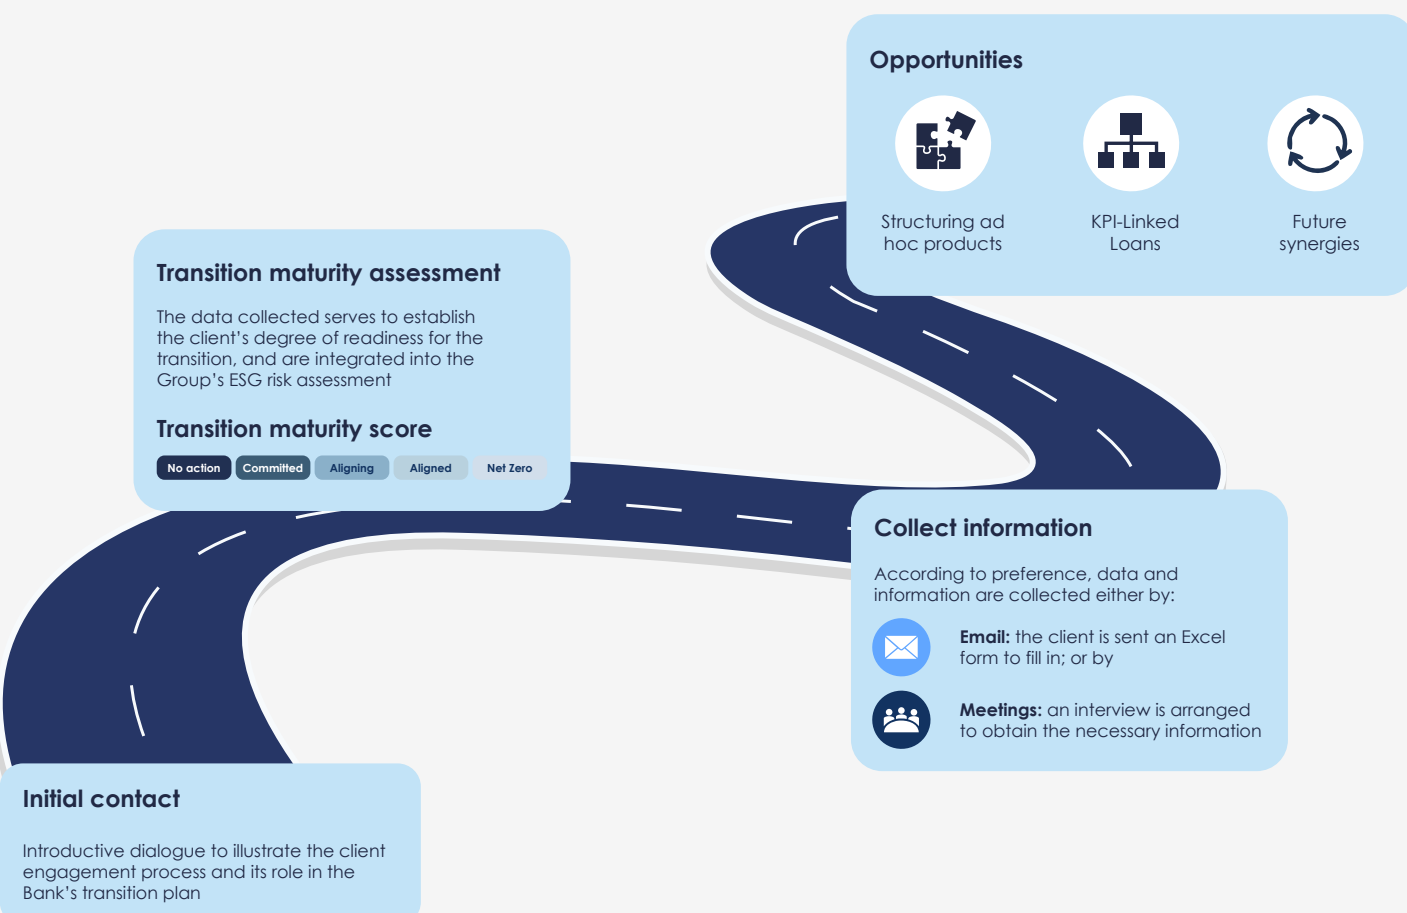 Opportunities
Structuring ad
hoc products
KPI-Linked
Loans
Future
synergies
Transition maturity assessment
The data collected serves to establish
the client’s degree of readiness for the
transition, and are integrated into the
Group’s ESG risk assessment
Transition maturity score
No action Committed Aligning Aligned Net Zero
Collect information
According to preference, data and
information are collected either by:
Email: the client is sent an Excel
form to fill in; or by
Meetings: an interview is arranged
to obtain the necessary information
Initial contact
Introductive dialogue to illustrate the client
engagement process and its role in the
Bank’s transition plan